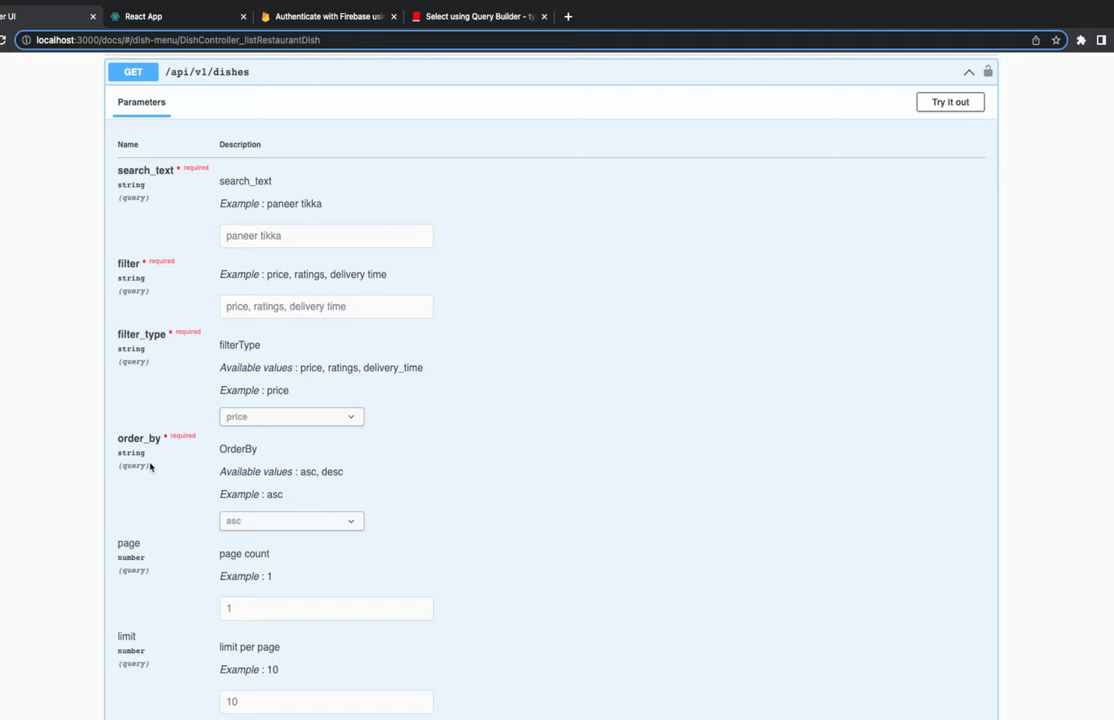 er UI
React App
Authenticate with Firebase usin
Select using Query Builder - ty
localhost:3000/docs/#/dish-menu/DishController_listRestaurantDish
GET /api/v1/dishes
Parameters
Try it out
Name Description
search_text * required
string
(query)
search_text
Example : paneer tikka
paneer tikka
filter * required
string
(query)
Example : price, ratings, delivery time
price, ratings, delivery time
filter_type * required
string
(query)
filterType
Available values : price, ratings, delivery_time
Example : price
price
order_by * required
string
(query)
OrderBy
Available values : asc, desc
Example : asc
asc
page
number
(query)
page count
Example : 1
1
limit
number
(query)
limit per page
Example : 10
10